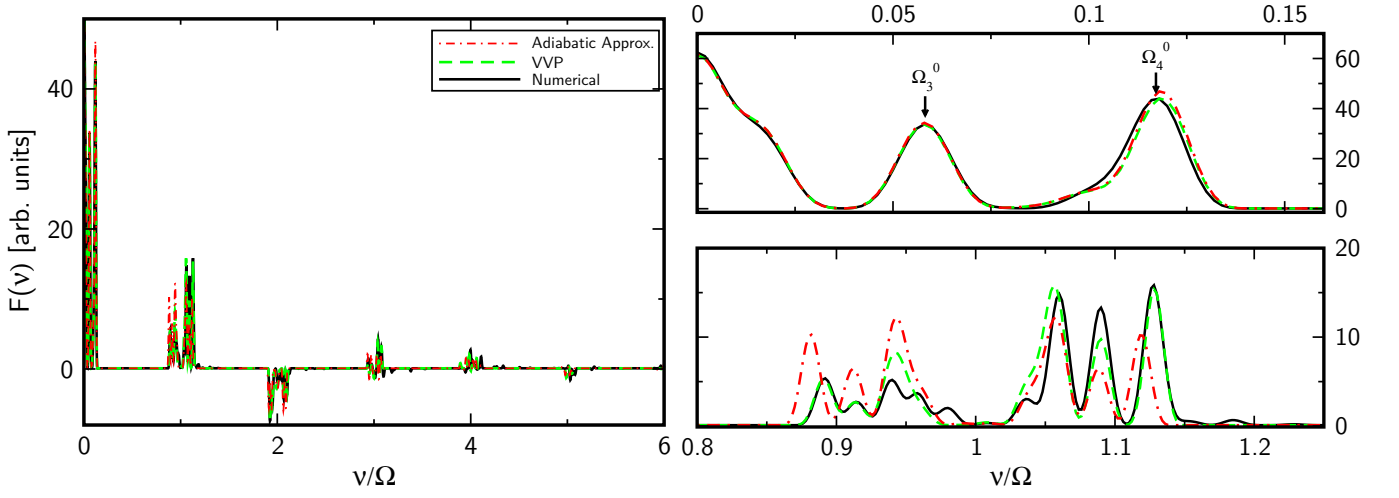 F(ν) [arb. units]
40
20
0
0
2
4
6
ν/Ω
Adiabatic Approx.
VVP
Numerical
0
0.05
0.1
0.15
Ω₃⁰
Ω₄⁰
60
40
20
0
20
10
0
0.8
0.9
1
1.1
1.2
ν/Ω